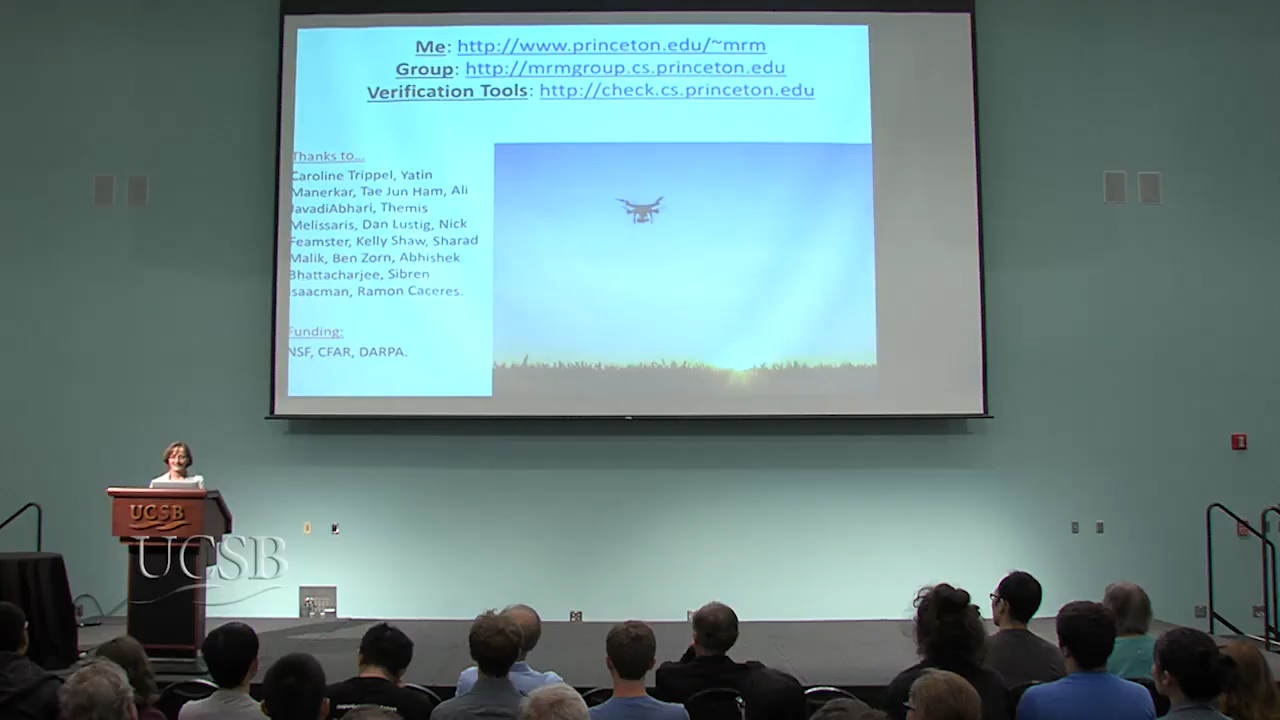 Me: http://www.princeton.edu/~mrm
Group: http://mrmgroup.cs.princeton.edu
Verification Tools: http://check.cs.princeton.edu
Thanks to...
Caroline Trippel, Yatin
Manerkar, Tae Jun Ham, Ali
JavadiAbhari, Themis
Melissaris, Dan Lustig, Nick
Feamster, Kelly Shaw, Sharad
Malik, Ben Zorn, Abhishek
Bhattacharjee, Sibren
Isaacman, Ramon Caceres.
Funding:
NSF, CFAR, DARPA.
UCSB
UCSB